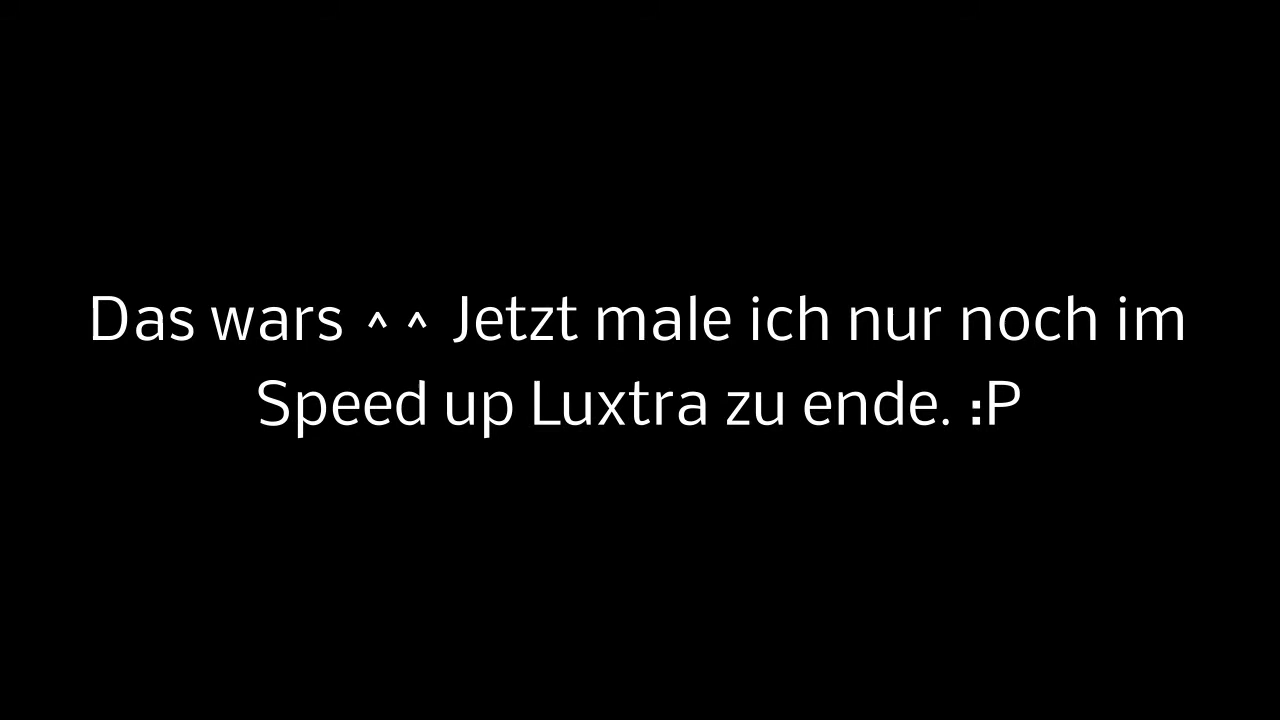 Das wars ^^ Jetzt male ich nur noch im
Speed up Luxtra zu ende. :P